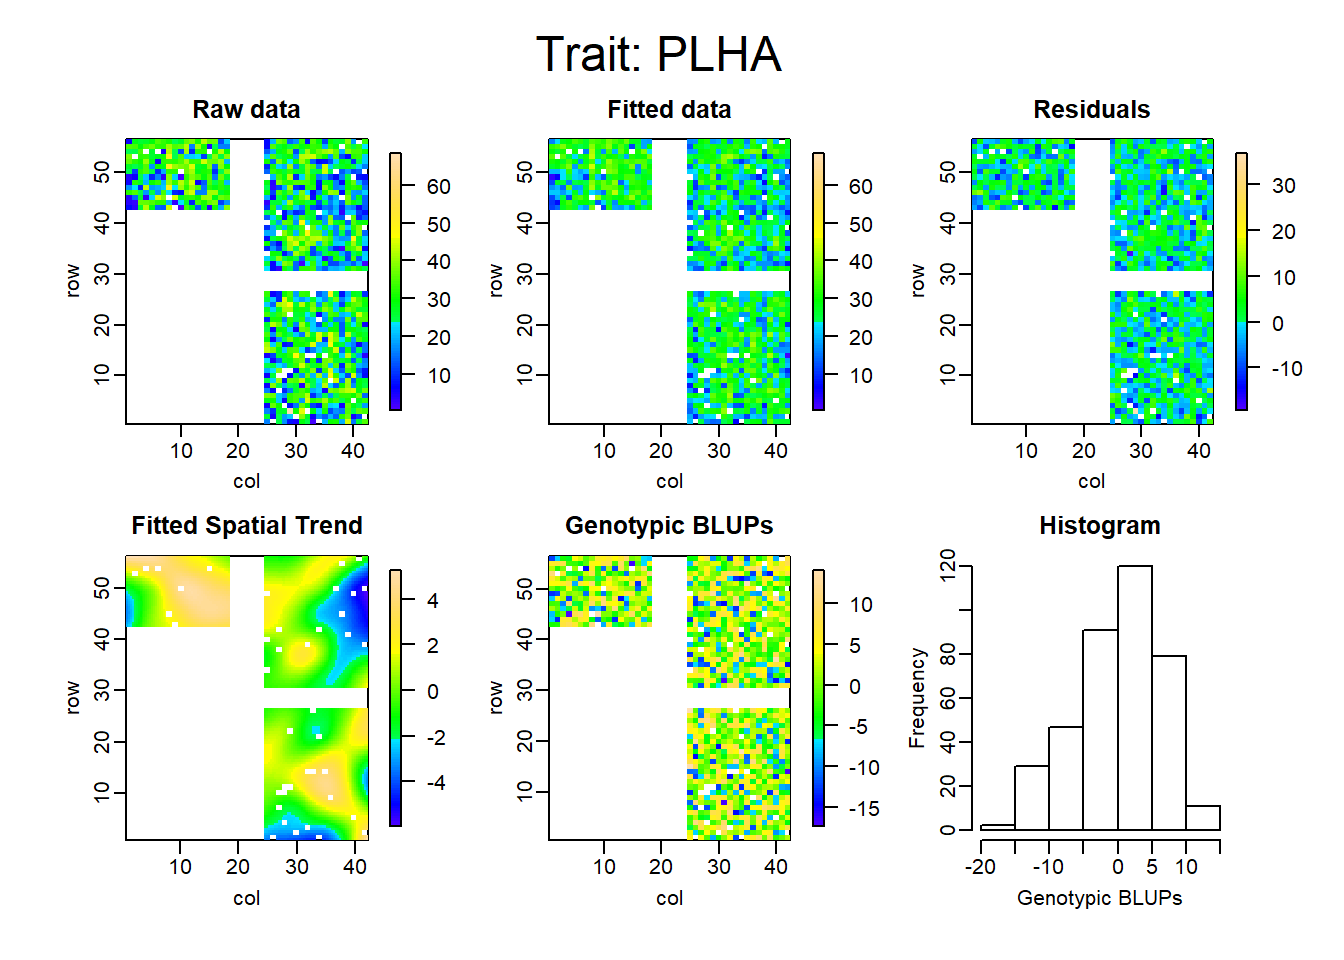 Trait: PLHA
Raw data
Fitted data
Residuals
row
10 20 30 40 50
10 20 30 40
col
10 20 30 40 50 60
row
10 20 30 40 50
10 20 30 40
col
10 20 30 40 50 60
row
10 20 30 40 50
10 20 30 40
col
-10 0 10 20 30
Fitted Spatial Trend
Genotypic BLUPs
Histogram
row
10 20 30 40 50
10 20 30 40
col
-4 -2 0 2 4
row
10 20 30 40 50
10 20 30 40
col
-15 -10 -5 0 5 10
Frequency
0 20 40 60 80 120
-20 -10 0 5 10
Genotypic BLUPs